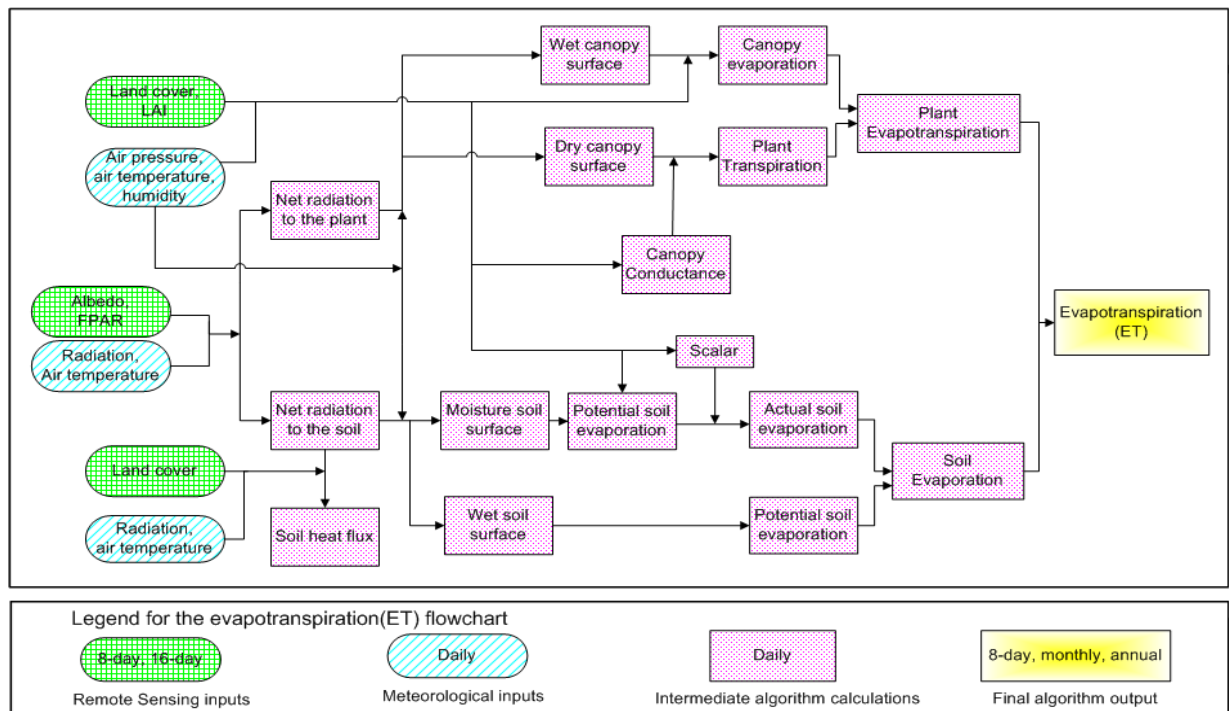 Wet canopy
surface
Canopy
evaporation
Land cover,
LAI
Plant
Evapotranspiration
Air pressure,
air temperature,
humidity
Dry canopy
surface
Plant
Transpiration
Net radiation
to the plant
Canopy
Conductance
Albedo,
FPAR
Radiation,
Air temperature
Evapotranspiration
(ET)
Scalar
Net radiation
to the soil
Moisture soil
surface
Potential soil
evaporation
Actual soil
evaporation
Land cover
Soil
Evaporation
Radiation,
air temperature
Soil heat flux
Wet soil
surface
Potential soil
evaporation
Legend for the evapotranspiration(ET) flowchart
8-day, 16-day
Daily
Daily
8-day, monthly, annual
Remote Sensing inputs
Meteorological inputs
Intermediate algorithm calculations
Final algorithm output